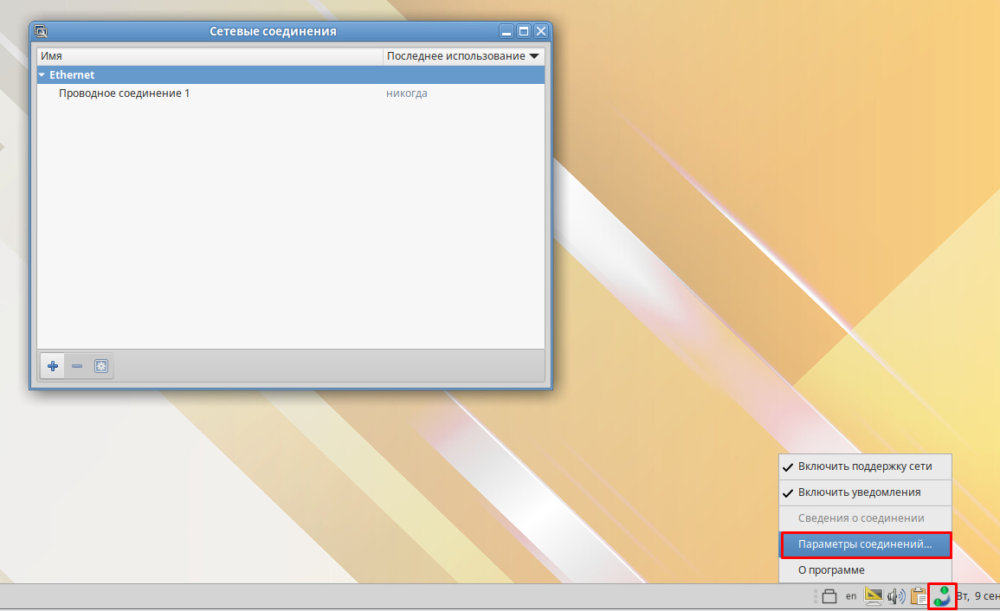 Сетевые соединения
Имя Последнее использование
Ethernet
Проводное соединение 1 никогда
Включить поддержку сети
Включить уведомления
Сведения о соединении
Параметры соединений...
О программе
en Вт, 9 сен